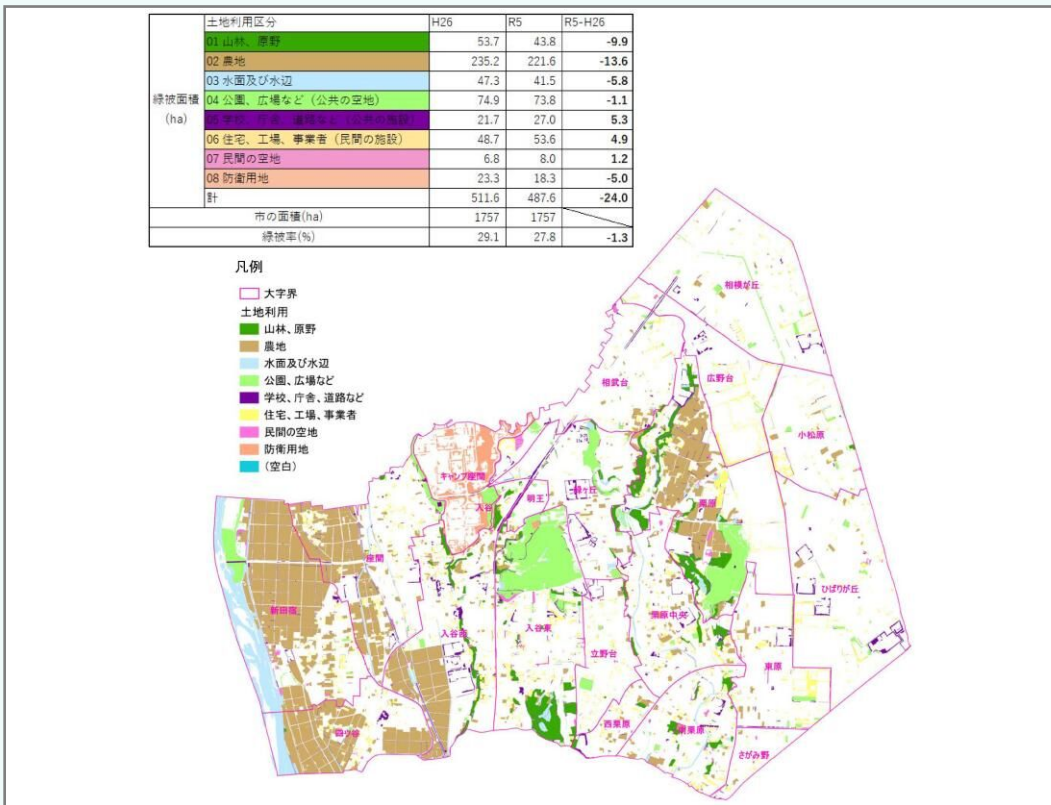 土地利用区分 H26 R5 R5-H26
緑被面積(ha)
01 山林、原野 53.7 43.8 -9.9
02 農地 235.2 221.6 -13.6
03 水面及び水辺 47.3 41.5 -5.8
04 公園、広場など（公共の空地） 74.9 73.8 -1.1
05 学校、庁舎、道路など（公共の施設） 21.7 27.0 5.3
06 住宅、工場、事業者（民間の施設） 48.7 53.6 4.9
07 民間の空地 6.8 8.0 1.2
08 防衛用地 23.3 18.3 -5.0
計 511.6 487.6 -24.0
市の面積(ha) 1757 1757
緑被率(%) 29.1 27.8 -1.3
凡例
大字界
土地利用
山林、原野
農地
水面及び水辺
公園、広場など
学校、庁舎、道路など
住宅、工場、事業者
民間の空地
防衛用地
(空白)
相模が丘
相武台
広野台
小松原
キャンプ座間
入谷
明王
緑ケ丘
栗原
座間
新田宿
ひばりが丘
入谷西
入谷東
栗原中央
立野台
東原
西栗原
南栗原
四ツ谷
さがみ野